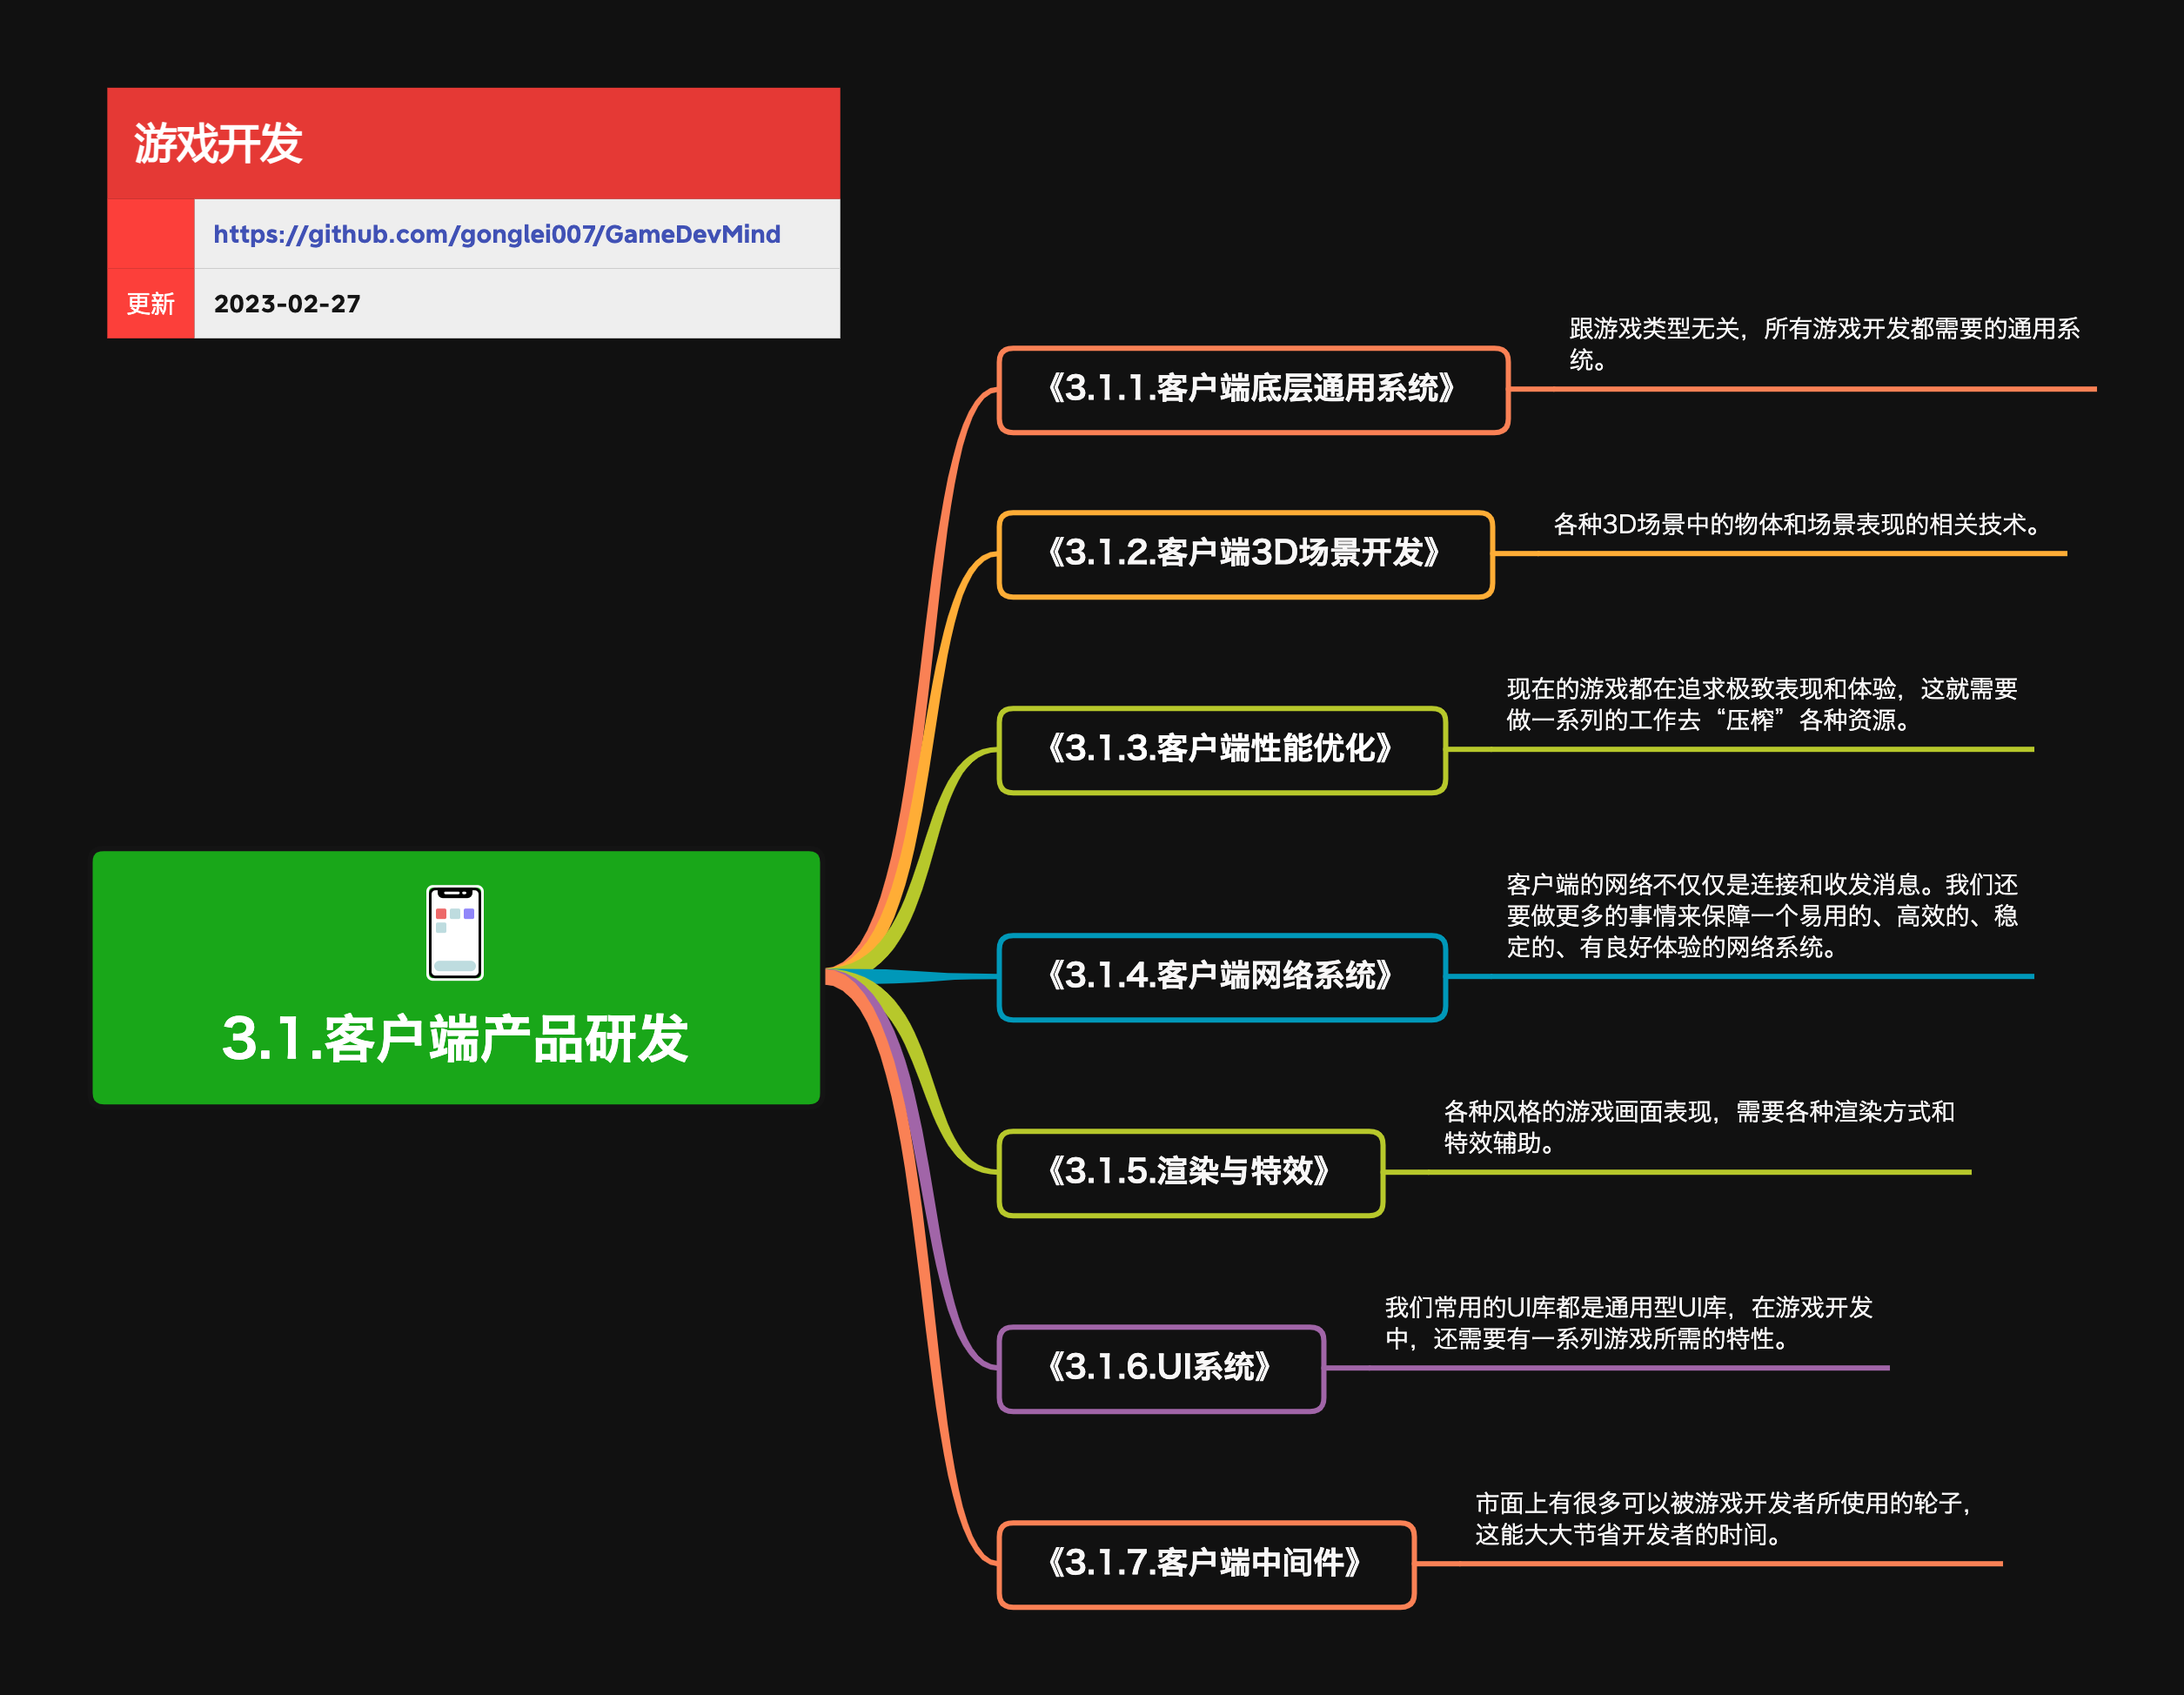 游戏开发
https://github.com/gonglei007/GameDevMind
更新 2023-02-27
3.1.客户端产品研发
《3.1.1.客户端底层通用系统》
跟游戏类型无关，所有游戏开发都需要的通用系
统。
《3.1.2.客户端3D场景开发》
各种3D场景中的物体和场景表现的相关技术。
《3.1.3.客户端性能优化》
现在的游戏都在追求极致表现和体验，这就需要
做一系列的工作去“压榨”各种资源。
《3.1.4.客户端网络系统》
客户端的网络不仅仅是连接和收发消息。我们还
要做更多的事情来保障一个易用的、高效的、稳
定的、有良好体验的网络系统。
《3.1.5.渲染与特效》
各种风格的游戏画面表现，需要各种渲染方式和
特效辅助。
《3.1.6.UI系统》
我们常用的UI库都是通用型UI库，在游戏开发
中，还需要有一系列游戏所需的特性。
《3.1.7.客户端中间件》
市面上有很多可以被游戏开发者所使用的轮子，
这能大大节省开发者的时间。